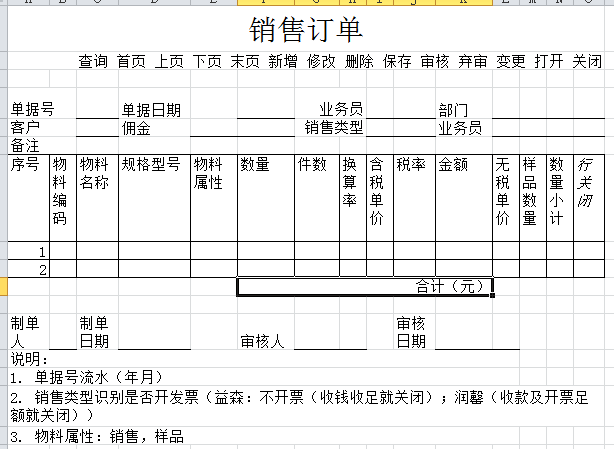 销售订单
查询 首页 上页 下页 末页 新增 修改 删除 保存 审核 弃审 变更 打开 关闭
单据号 单据日期 业务员 部门
客户 佣金 销售类型 业务员
备注
序号 物料编码 物料名称 规格型号 物料属性 数量 件数 换算率 含税单价 税率 金额 无税单价 样品数量 数量小计 行关闭
1
2
合计（元）
制单人 制单日期 审核人 审核日期
说明：
1. 单据号流水（年月）
2. 销售类型识别是否开发票（益森：不开票（收钱收足就关闭）；润馨（收款及开票足
额就关闭））
3. 物料属性：销售，样品